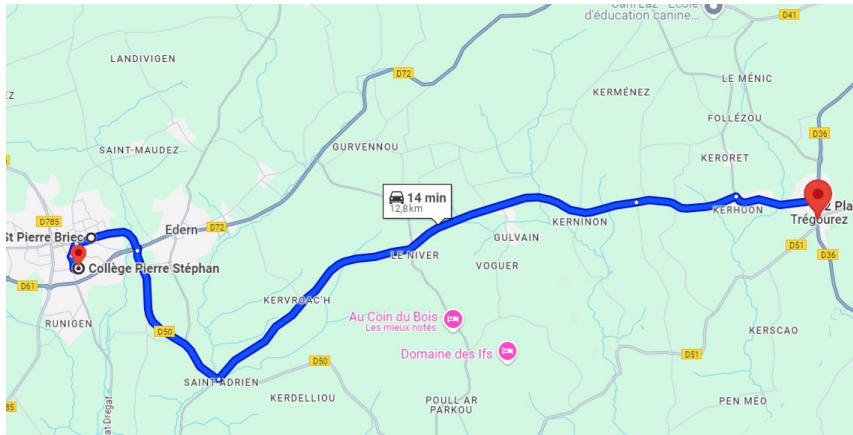 CaniLaz - École
d'éducation canine...
D41
LANDIVIGEN
D72
LE MÉNIC
KERMÉNEZ
FOLLÉZOU
D36
SAINT-MAUDEZ
GURVENNOU
KERORET
14 min
12,8 km
D785
Edern
D72
St Pierre Briec
KERHUON
2 Pla
Trégourez
KERNINON
GULVAIN
D51
D36
LE NIVER
VOGUER
Collège Pierre Stéphan
D61
KERVROAC'H
RUNIGEN
Au Coin du Bois
Les mieux notés
D50
KERSCAO
Domaine des Ifs
D51
SAINT ADRIEN
D50
KERDELLIOU
POULL AR
PARKOU
PEN MÉO